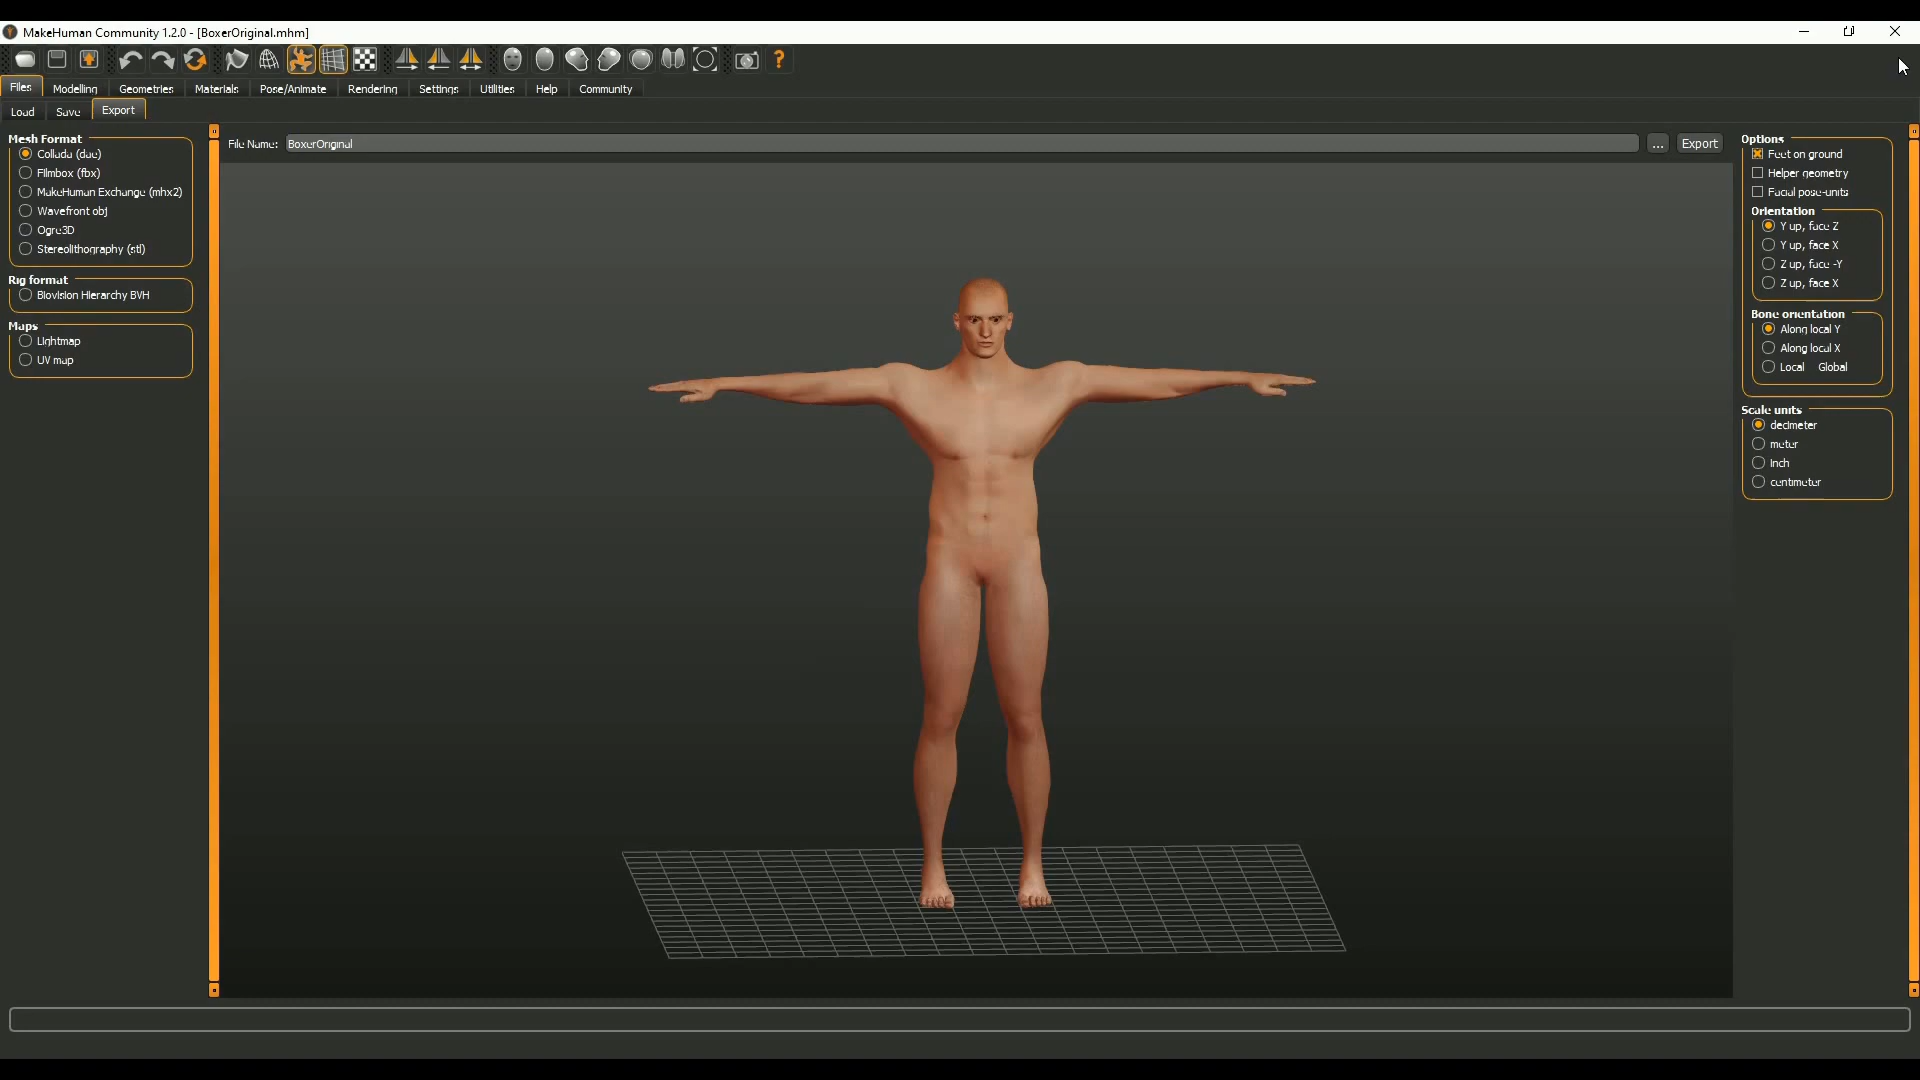 MakeHuman Community 1.2.0 - [BoxerOriginal.mhm]
?
Files Modelling Geometries Materials Pose/Animate Rendering Settings Utilities Help Community
Load Save Export
Mesh Format
Collada (dae)
Filmbox (fbx)
MakeHuman Exchange (mhx2)
Wavefront obj
Ogre3D
Stereolithography (stl)
Rig format
Biovision Hierarchy BVH
Maps
Lightmap
UV map
File Name: BoxerOriginal ... Export
Options
Feet on ground
Helper geometry
Facial pose-units
Orientation
Y up, face Z
Y up, face X
Z up, face -Y
Z up, face X
Bone orientation
Along local Y
Along local X
Local Global
Scale units
decimeter
meter
inch
centimeter